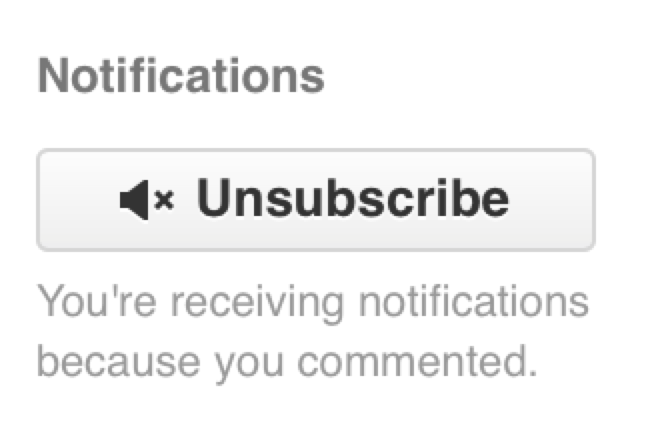 Notifications
Unsubscribe
You're receiving notifications
because you commented.